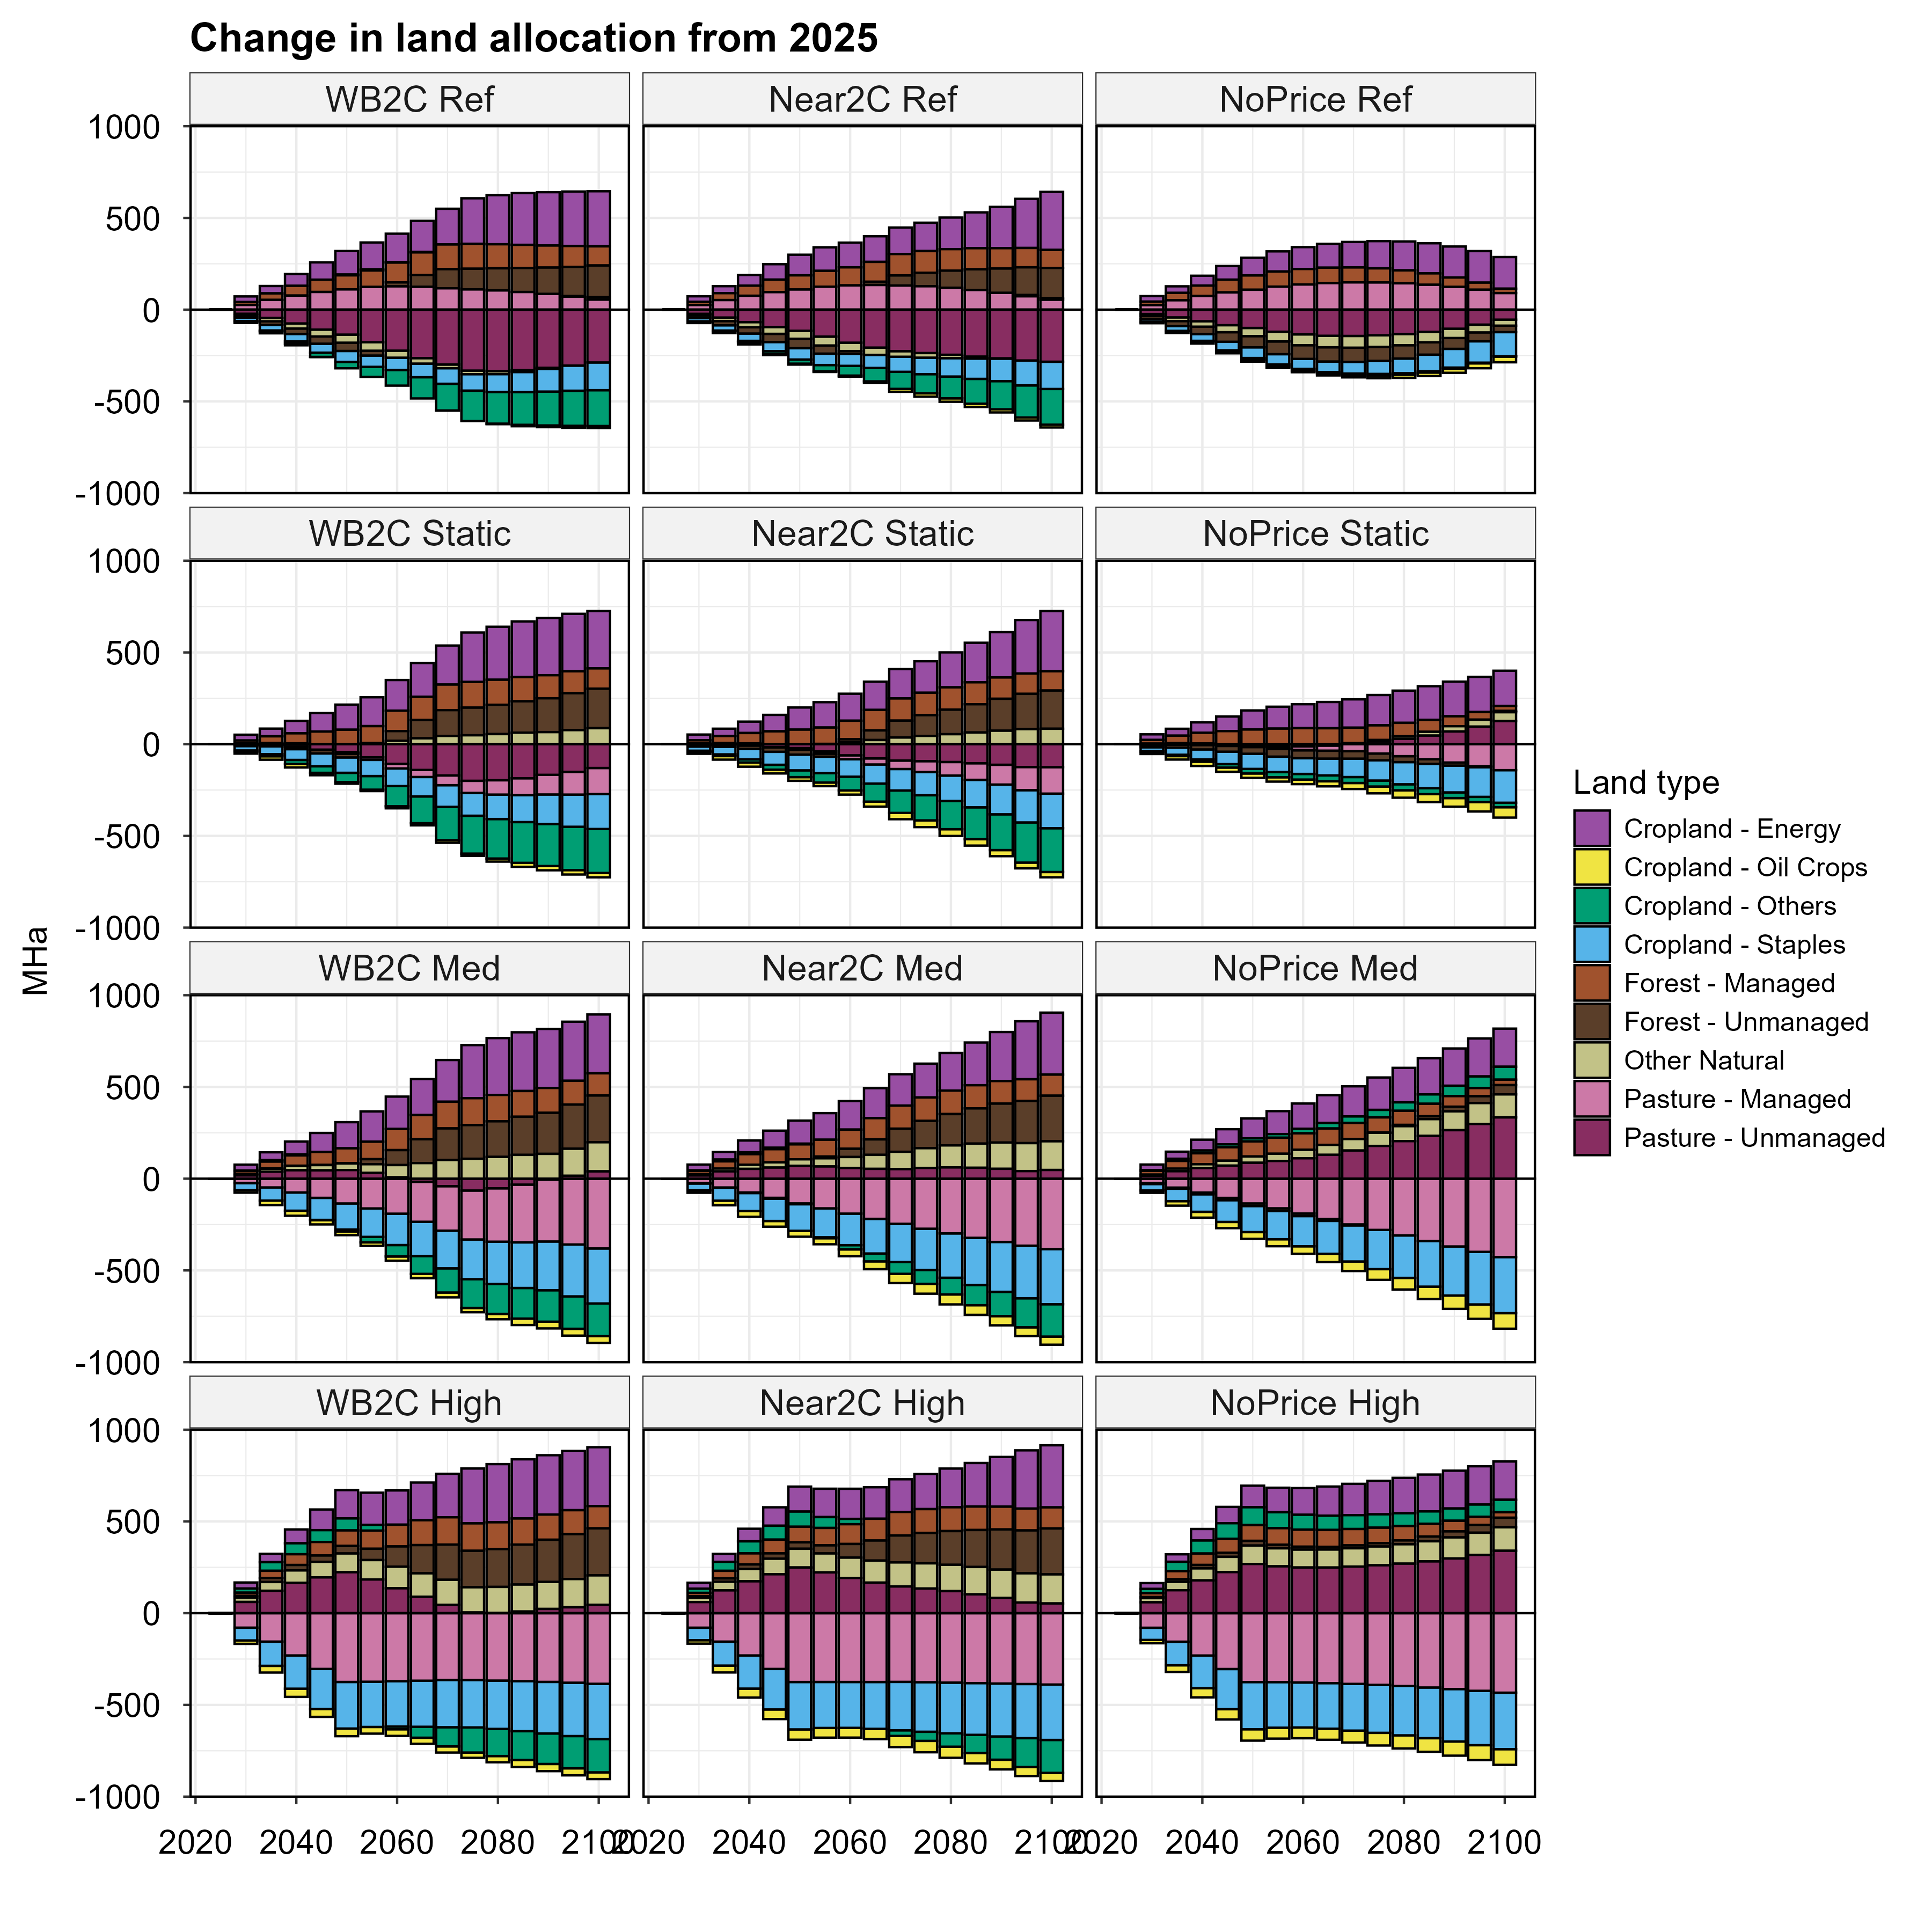 Change in land allocation from 2025
WB2C Ref
Near2C Ref
NoPrice Ref
1000
500
0
-500
-1000
WB2C Static
Near2C Static
NoPrice Static
1000
500
0
-500
-1000
WB2C Med
Near2C Med
NoPrice Med
1000
500
0
-500
-1000
WB2C High
Near2C High
NoPrice High
1000
500
0
-500
-1000
2020 2040 2060 2080 2100
2020 2040 2060 2080 2100
2020 2040 2060 2080 2100
MHa
Land type
Cropland - Energy
Cropland - Oil Crops
Cropland - Others
Cropland - Staples
Forest - Managed
Forest - Unmanaged
Other Natural
Pasture - Managed
Pasture - Unmanaged